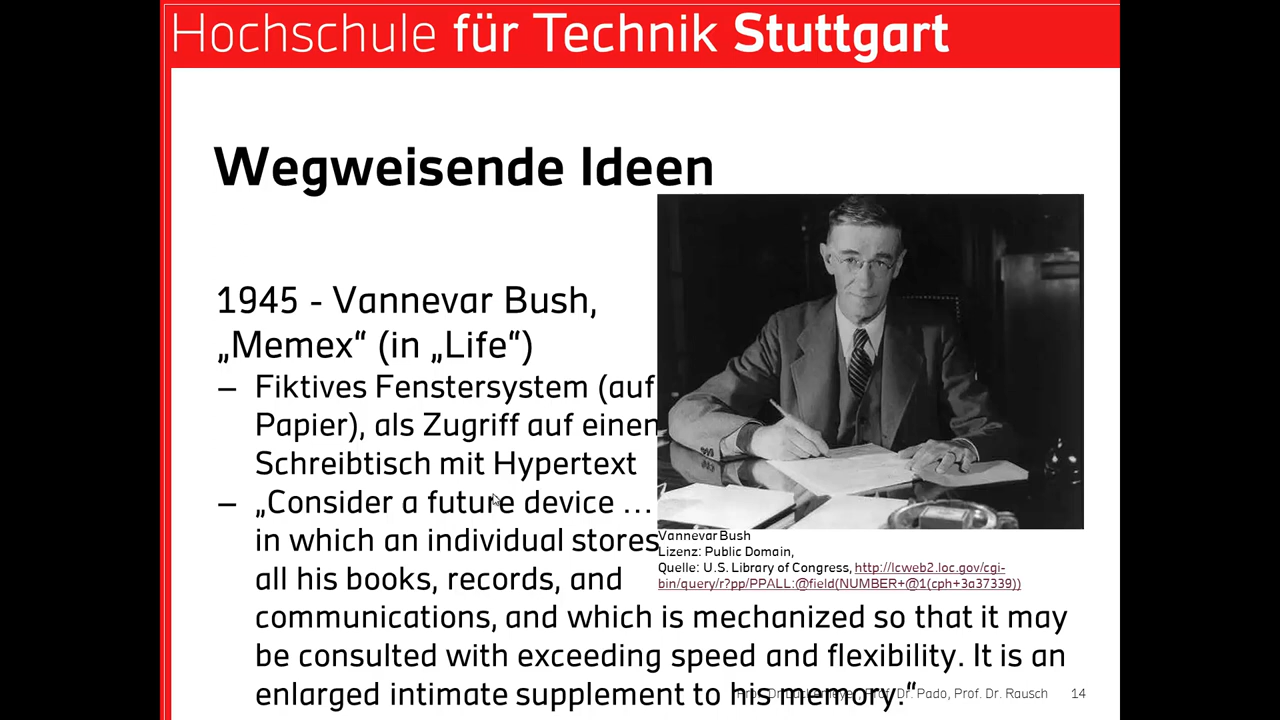 Hochschule für Technik Stuttgart
Wegweisende Ideen
1945 - Vannevar Bush,
„Memex“ (in „Life“)
– Fiktives Fenstersystem (auf
Papier), als Zugriff auf einen
Schreibtisch mit Hypertext
– „Consider a future device …
in which an individual stores
all his books, records, and
communications, and which is mechanized so that it may
be consulted with exceeding speed and flexibility. It is an
enlarged intimate supplement to his memory.“
Vannevar Bush
Lizenz: Public Domain,
Quelle: U.S. Library of Congress, http://lcweb2.loc.gov/cgi-
bin/query/r?pp/PPALL:@field(NUMBER+@1(cph+3a37339))
Prof. Dr. Dr. Pado, Prof. Dr. Rausch 14